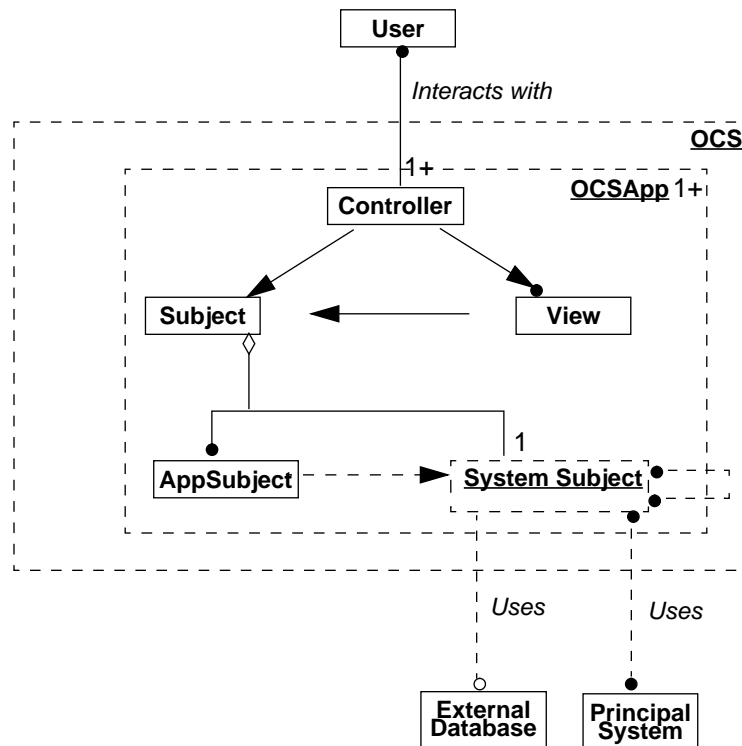 User
Interacts with
OCS
1+
OCSApp 1+
Controller
Subject
View
1
AppSubject
System Subject
Uses
Uses
External
Database
Principal
System